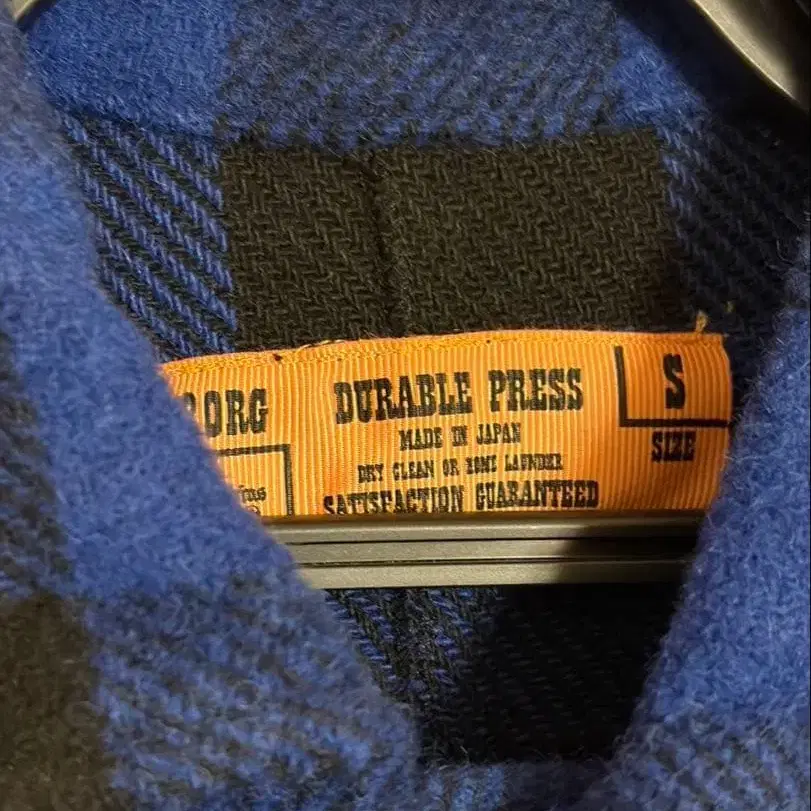 ORG
DURABLE PRESS
MADE IN JAPAN
DRY CLEAN OR HOME LAUNDER
SATISFACTION GUARANTEED
S
SIZE